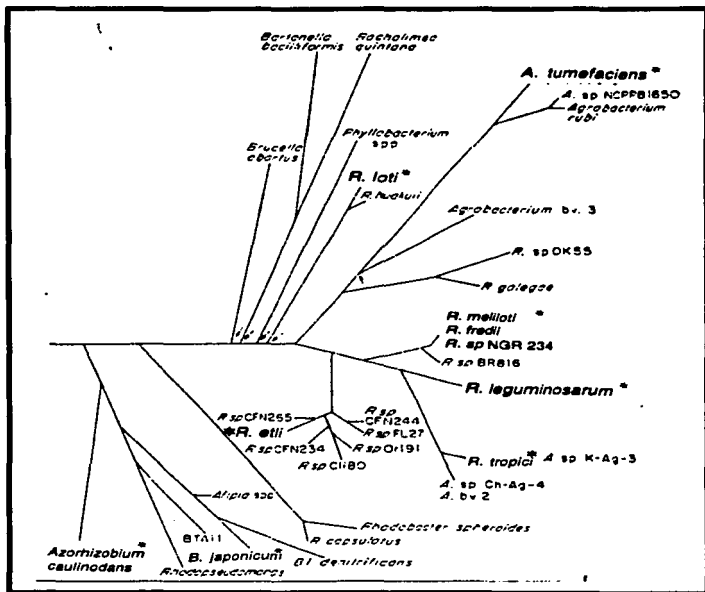 Bartonella
bacilliformis
Rochalimea
quintana
A. tumefaciens*
A. sp NCPPB1650
Agrobacterium
rubi
Phyllobacterium
spp
Brucella
abortus
R. loti*
R. huakuii
Agrobacterium bv. 3
R. sp OK55
R galegae
R. meliloti *
R. fredii
R. sp NGR 234
R sp BR816
R. leguminosarum*
R sp CFN265
*R. etli
R sp
CFN244
R sp FL27
R sp CFN234
R sp Or191
R sp Cli80
R. tropici* A sp K-Ag-3
A. sp Ch-Ag-4
A. bv 2
Afipia spp
Rhodobacter spheroides
R capsulatus
BTAi1
Azorhizobium*
caulinodans
B. japonicum*
Bl denitrificans
Rhodopseudomonas